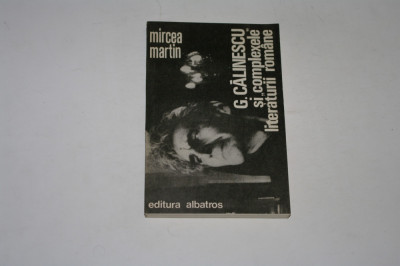 mircea
martin
G. CĂLINESCU
și „complexele”
literaturii române
editura albatros